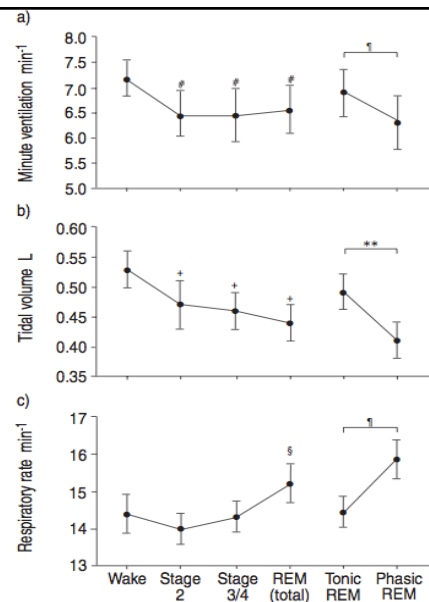 a)
Minute ventilation min-1
8.0
7.5
7.0
6.5
6.0
5.5
5.0
#
#
#
¶
b)
Tidal volume L
0.60
0.55
0.50
0.45
0.40
0.35
+
+
+
**
c)
Respiratory rate min-1
17
16
15
14
13
§
¶
Wake
Stage
2
Stage
3/4
REM
(total)
Tonic
REM
Phasic
REM